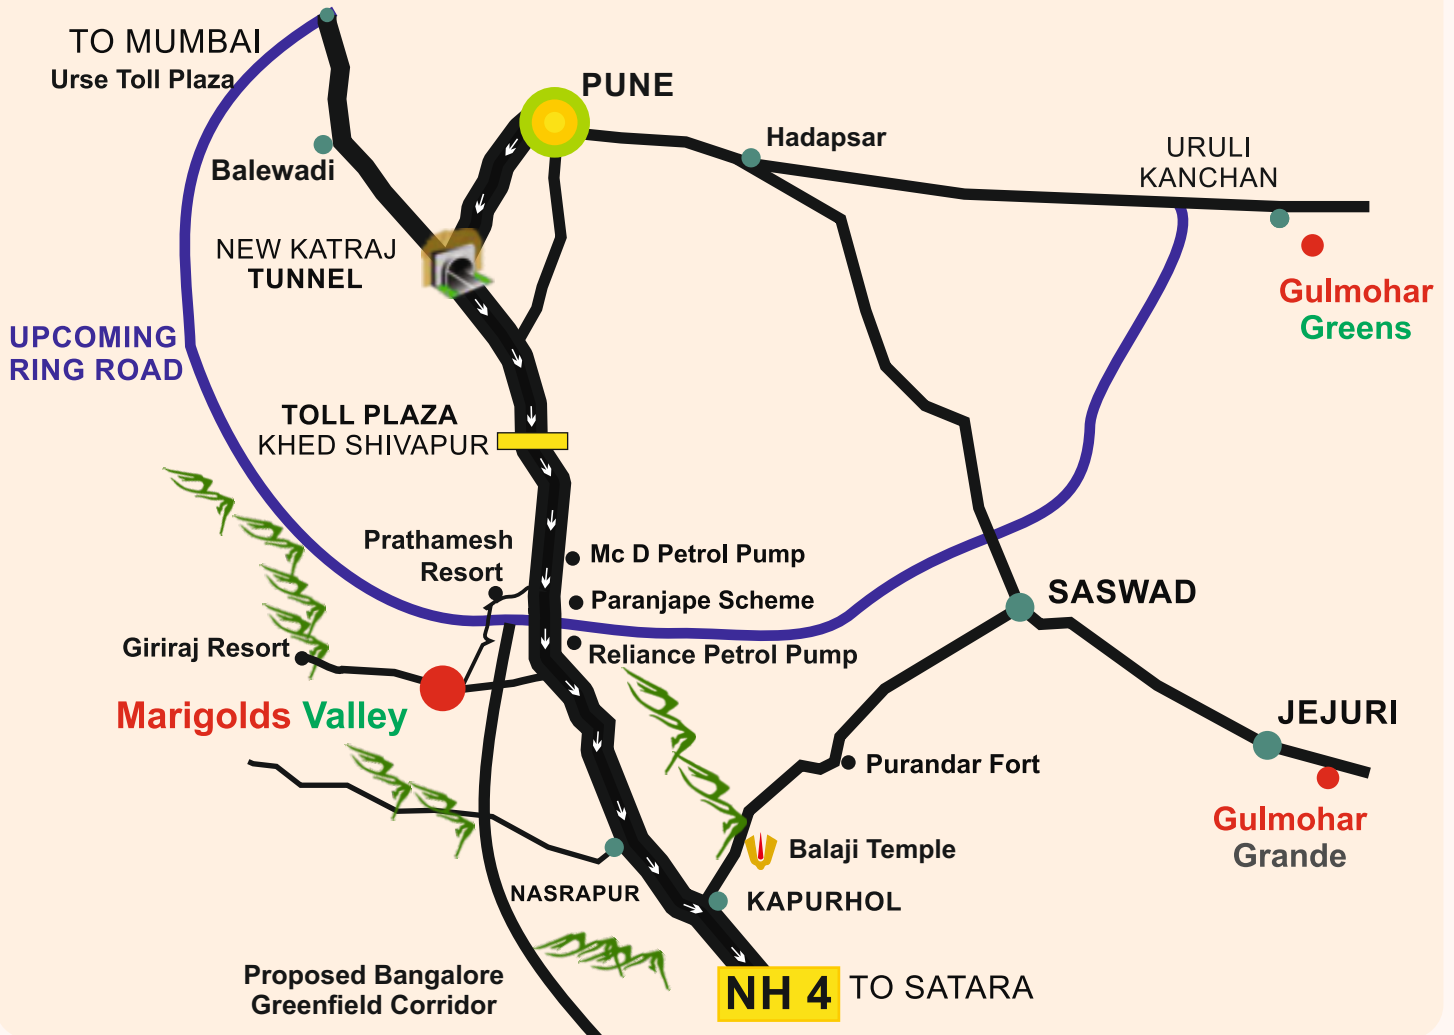 TO MUMBAI
Urse Toll Plaza
PUNE
Hadapsar
Balewadi
URULI
KANCHAN
NEW KATRAJ
TUNNEL
Gulmohar
Greens
UPCOMING
RING ROAD
TOLL PLAZA
KHED SHIVAPUR
Prathamesh
Resort
Mc D Petrol Pump
Paranjape Scheme
SASWAD
Giriraj Resort
Reliance Petrol Pump
Marigolds Valley
JEJURI
Purandar Fort
Gulmohar
Grande
Balaji Temple
NASRAPUR
KAPURHOL
Proposed Bangalore
Greenfield Corridor
NH 4
TO SATARA